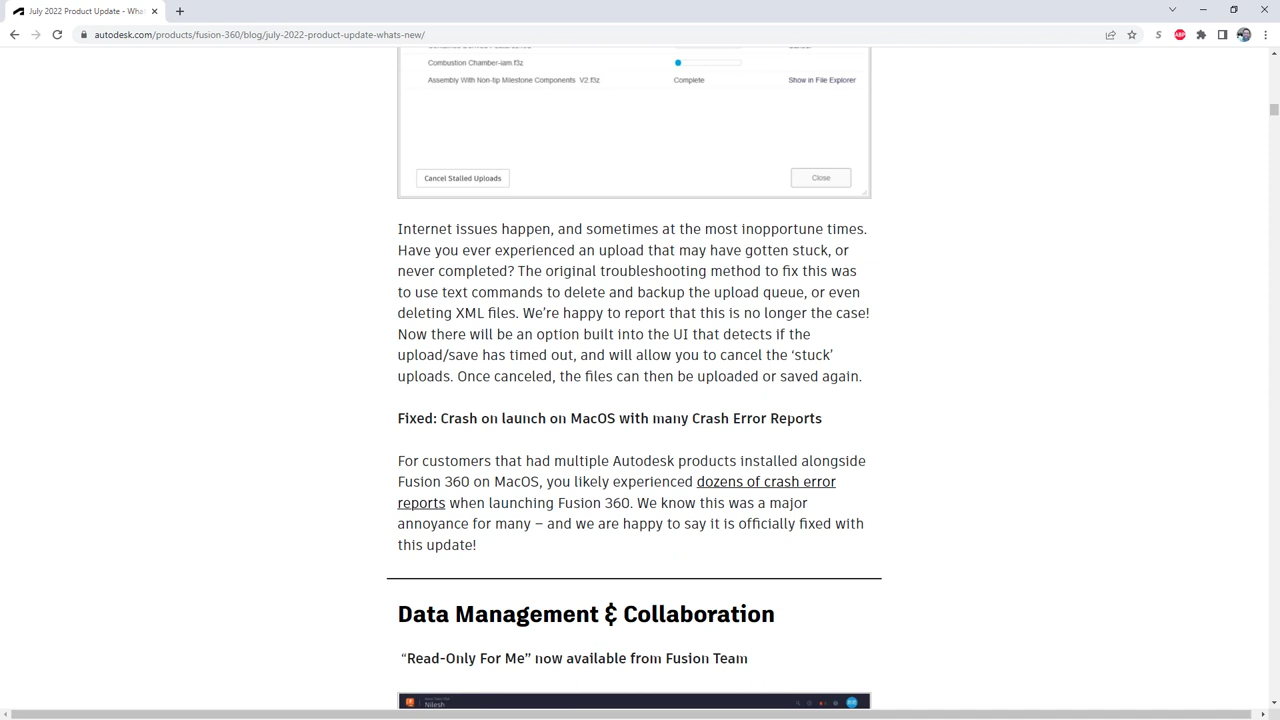 July 2022 Product Update - What
autodesk.com/products/fusion-360/blog/july-2022-product-update-whats-new/
ABP
Combustion Chamber-iam.f3z
Assembly With Non-tip Milestone Components V2.f3z Complete Show in File Explorer
Cancel Stalled Uploads Close
Internet issues happen, and sometimes at the most inopportune times.
Have you ever experienced an upload that may have gotten stuck, or
never completed? The original troubleshooting method to fix this was
to use text commands to delete and backup the upload queue, or even
deleting XML files. We’re happy to report that this is no longer the case!
Now there will be an option built into the UI that detects if the
upload/save has timed out, and will allow you to cancel the ‘stuck’
uploads. Once canceled, the files can then be uploaded or saved again.
Fixed: Crash on launch on MacOS with many Crash Error Reports
For customers that had multiple Autodesk products installed alongside
Fusion 360 on MacOS, you likely experienced dozens of crash error
reports when launching Fusion 360. We know this was a major
annoyance for many – and we are happy to say it is officially fixed with
this update!
Data Management & Collaboration
“Read-Only For Me” now available from Fusion Team
Nilesh